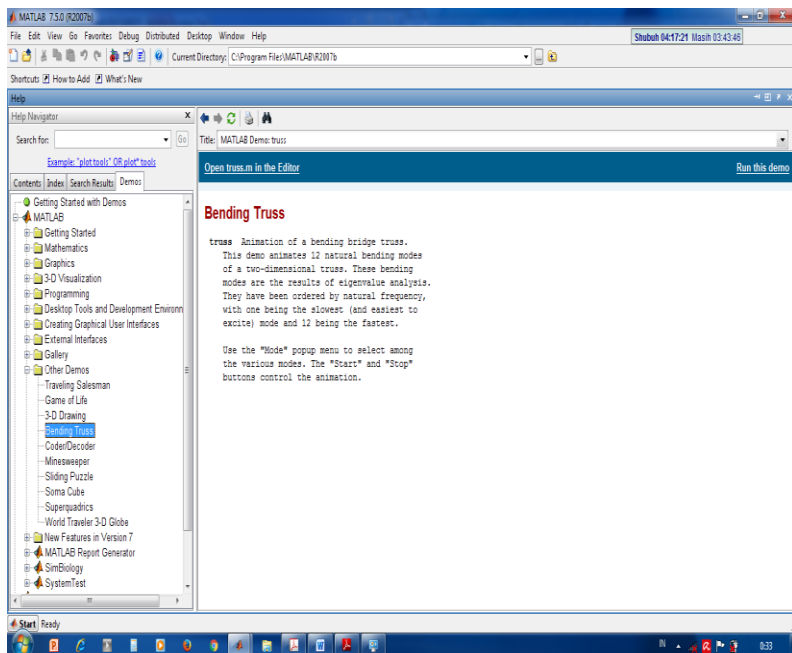 MATLAB 7.5.0 (R2007b)
File Edit View Go Favorites Debug Distributed Desktop Window Help
Shubuh 04:17:21 Masih 03:43:46
Current Directory: C:\Program Files\MATLAB\R2007b
Shortcuts How to Add What's New
Help
Help Navigator x
Search for: Go
Example: "plot tools" OR plot* tools
Contents Index Search Results Demos
Getting Started with Demos
MATLAB
Getting Started
Mathematics
Graphics
3-D Visualization
Programming
Desktop Tools and Development Environn
Creating Graphical User Interfaces
External Interfaces
Gallery
Other Demos
Traveling Salesman
Game of Life
3-D Drawing
Bending Truss
Coder/Decoder
Minesweeper
Sliding Puzzle
Soma Cube
Superquadrics
World Traveler 3-D Globe
New Features in Version 7
MATLAB Report Generator
SimBiology
SystemTest
Title: MATLAB Demo: truss
Open truss.m in the Editor Run this demo
Bending Truss
truss Animation of a bending bridge truss.
This demo animates 12 natural bending modes
of a two-dimensional truss. These bending
modes are the results of eigenvalue analysis.
They have been ordered by natural frequency,
with one being the slowest (and easiest to
excite) mode and 12 being the fastest.
Use the "Mode" popup menu to select among
the various modes. The "Start" and "Stop"
buttons control the animation.
Start Ready
IN 0:33